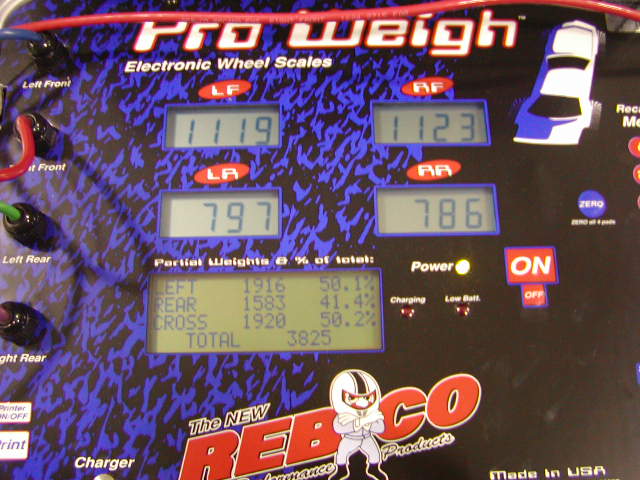 Pro Weigh™
Electronic Wheel Scales
Left Front
LF
RF
1119
1123
Front
LR
RR
797
786
ZERO
ZERO all 4 pads
Left Rear
Partial Weights & % of total:
LEFT 1916 50.1%
REAR 1583 41.4%
CROSS 1920 50.2%
TOTAL 3825
Power
ON
OFF
Charging
Low Batt.
ght Rear
Printer
ON/OFF
Print
The NEW
REBCO
Performance Products
Charger
Made In USA